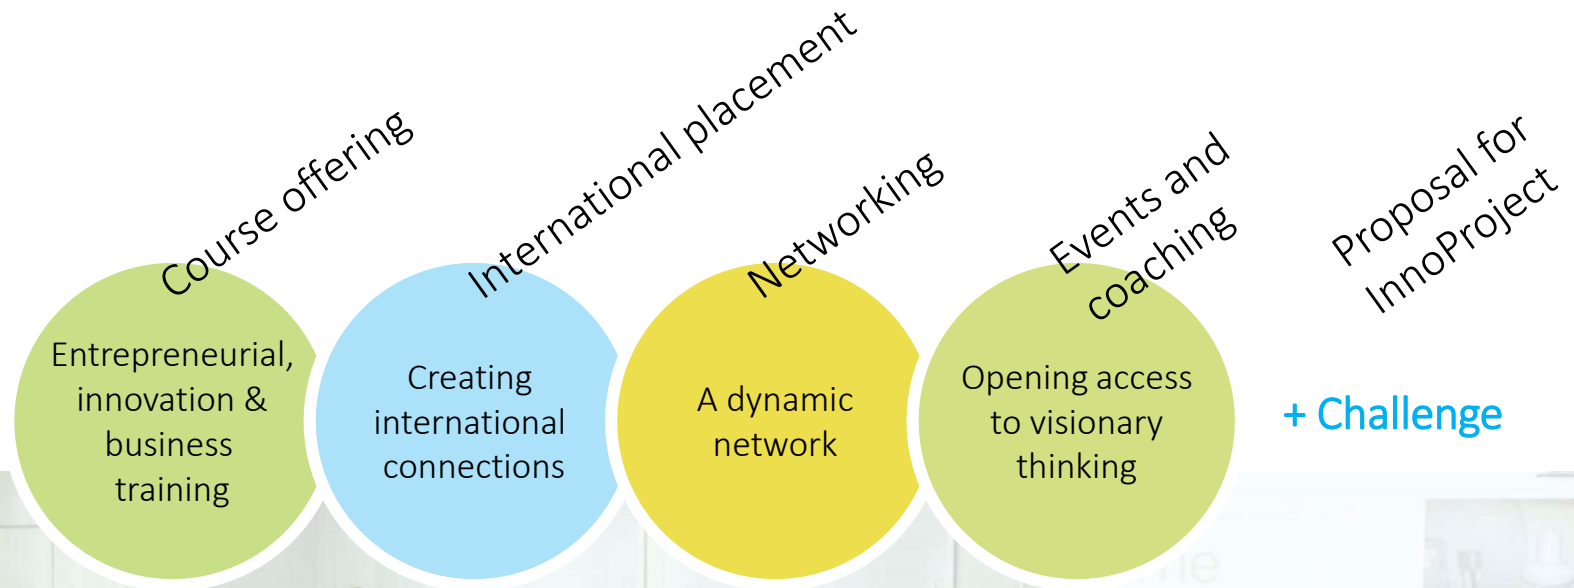 Course offering
International placement
Networking
Events and
coaching
Proposal for
InnoProject
Entrepreneurial,
innovation &
business
training
Creating
international
connections
A dynamic
network
Opening access
to visionary
thinking
+ Challenge